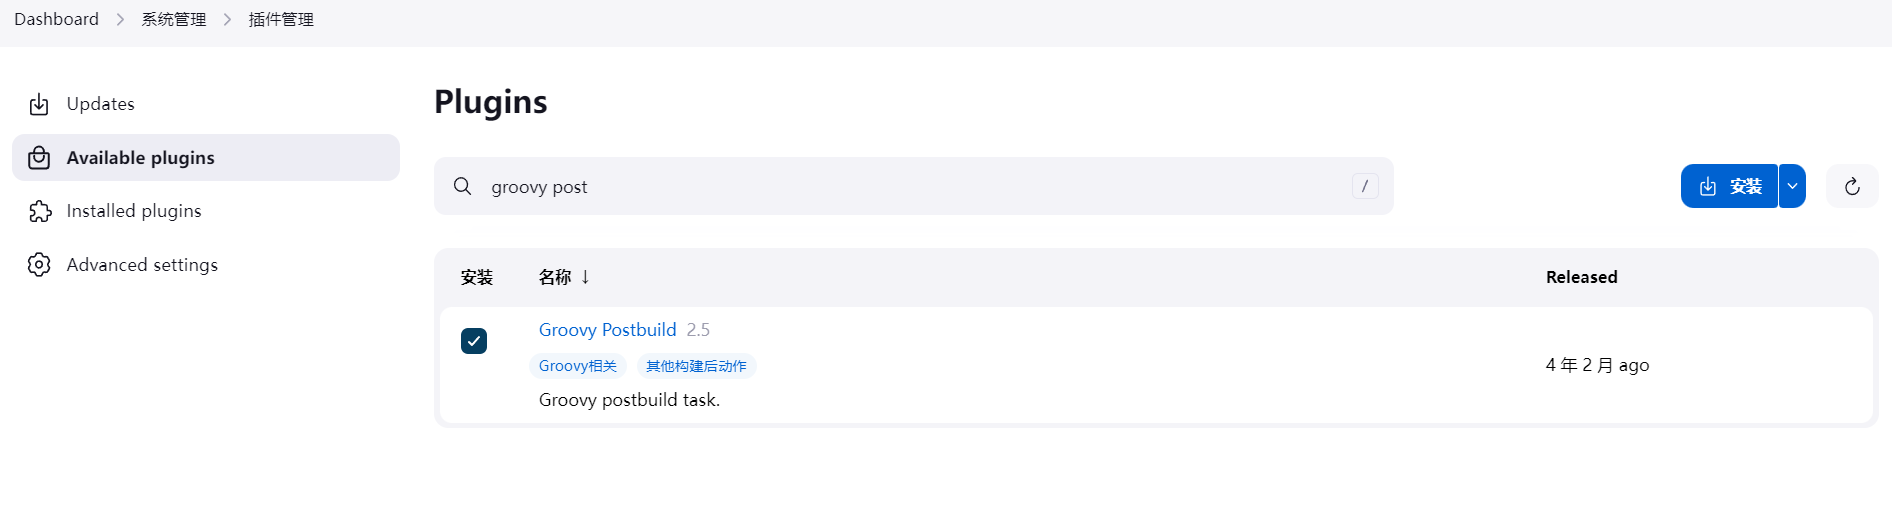 Dashboard > 系统管理 > 插件管理
Updates
Available plugins
Installed plugins
Advanced settings
Plugins
groovy post /
安装
安装 名称 ↓ Released
Groovy Postbuild 2.5
Groovy相关 其他构建后动作
4 年 2 月 ago
Groovy postbuild task.